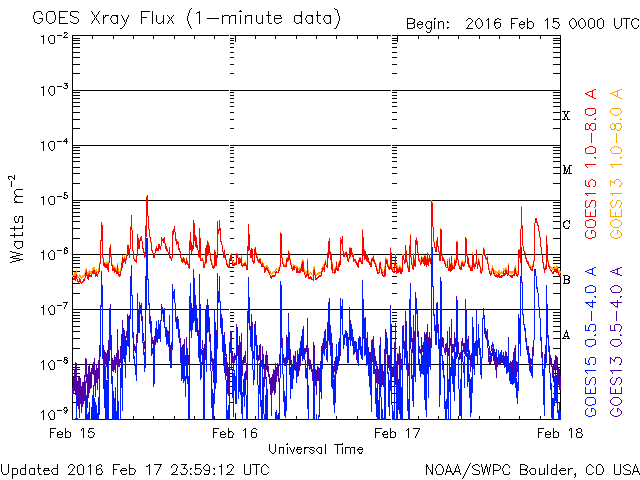 GOES Xray Flux (1-minute data)
Begin: 2016 Feb 15 0000 UTC
10-2
10-3
10-4
10-5
10-6
10-7
10-8
10-9
Watts m-2
X
M
C
B
A
GOES15 1.0-8.0 A
GOES13 1.0-8.0 A
GOES15 0.5-4.0 A
GOES13 0.5-4.0 A
Feb 15 Feb 16 Feb 17 Feb 18
Universal Time
Updated 2016 Feb 17 23:59:12 UTC
NOAA/SWPC Boulder, CO USA